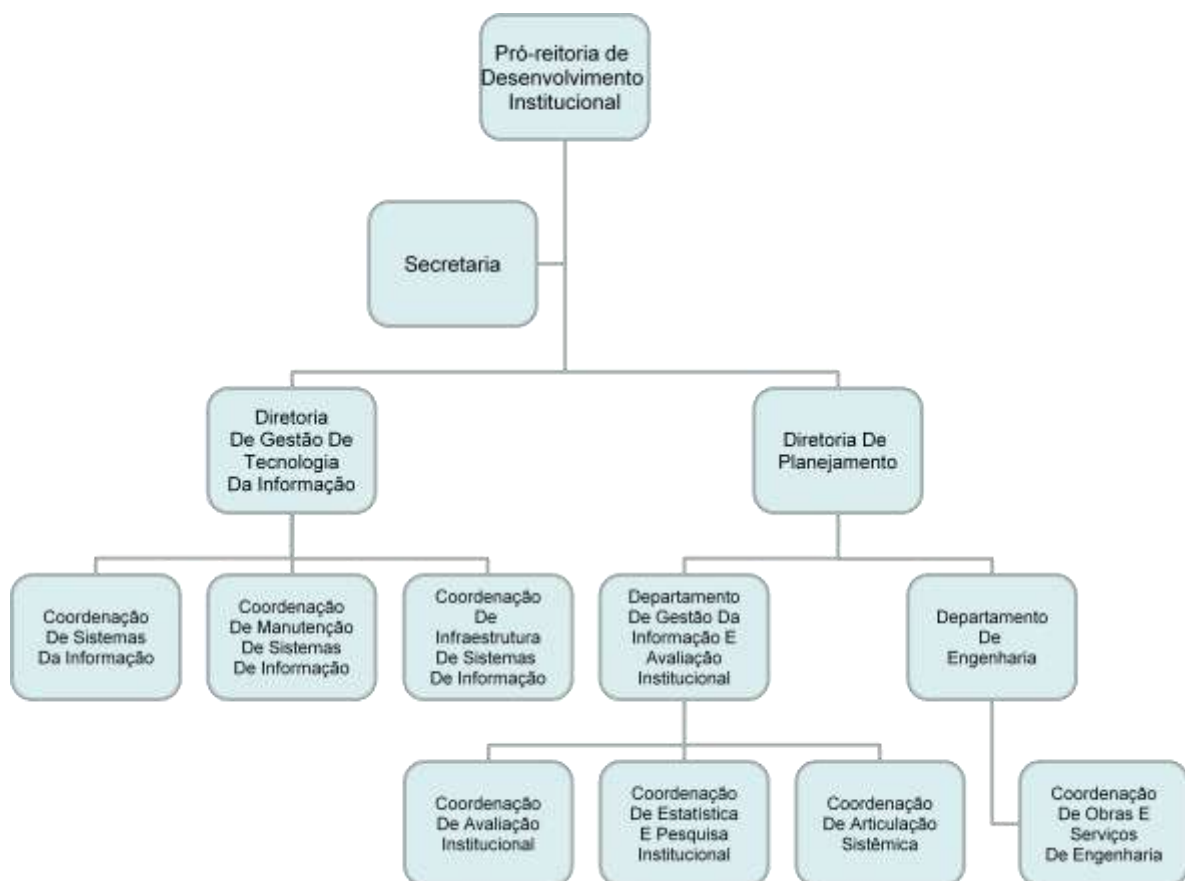 Pró-reitoria de
Desenvolvimento
Institucional
Secretaria
Diretoria
De Gestão De
Tecnologia
Da Informação
Diretoria De
Planejamento
Coordenação
De Sistemas
Da Informação
Coordenação
De Manutenção
De Sistemas
De Informação
Coordenação
De
Infraestrutura
De Sistemas
De Informação
Departamento
De Gestão Da
Informação E
Avaliação
Institucional
Departamento
De
Engenharia
Coordenação
De Avaliação
Institucional
Coordenação
De Estatística
E Pesquisa
Institucional
Coordenação
De Articulação
Sistêmica
Coordenação
De Obras E
Serviços
De Engenharia